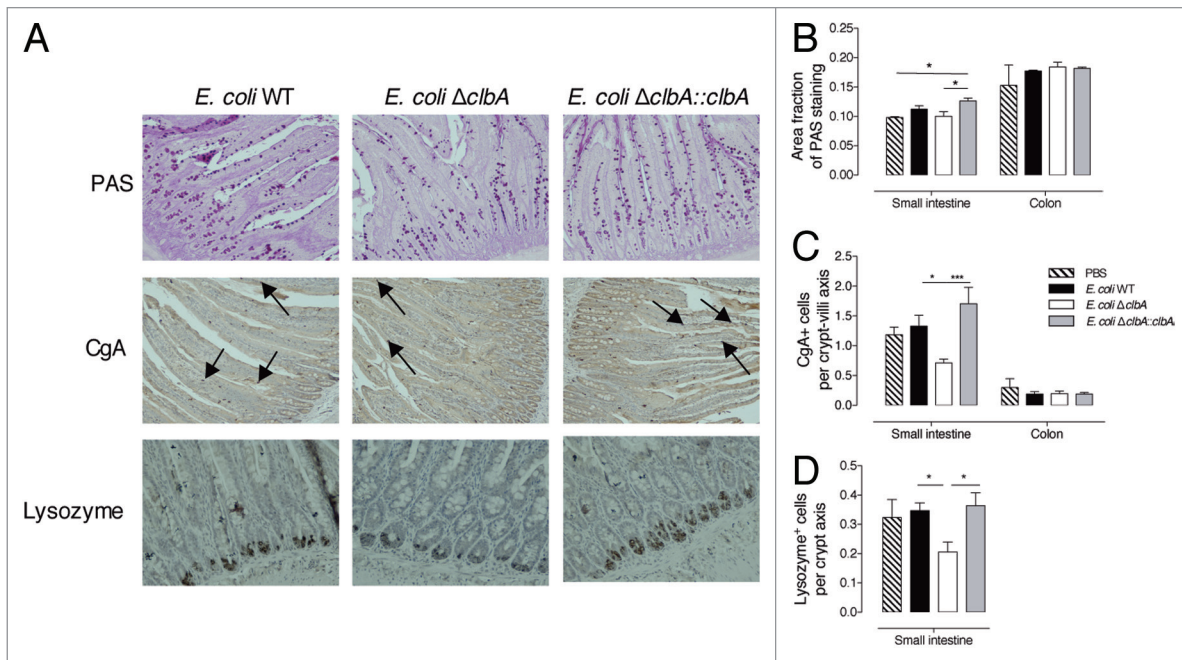 A
E. coli WT
E. coli ΔclbA
E. coli ΔclbA::clbA
PAS
CgA
Lysozyme
B
Area fraction
of PAS staining
0.25
0.20
0.15
0.10
0.05
0.00
*
*
Small intestine
Colon
C
CgA+ cells
per crypt-villi axis
2.5
2.0
1.5
1.0
0.5
0.0
*
***
Small intestine
Colon
PBS
E. coli WT
E. coli ΔclbA
E. coli ΔclbA::clbA
D
Lysozyme⁺ cells
per crypt axis
0.5
0.4
0.3
0.2
0.1
0.0
*
*
Small intestine